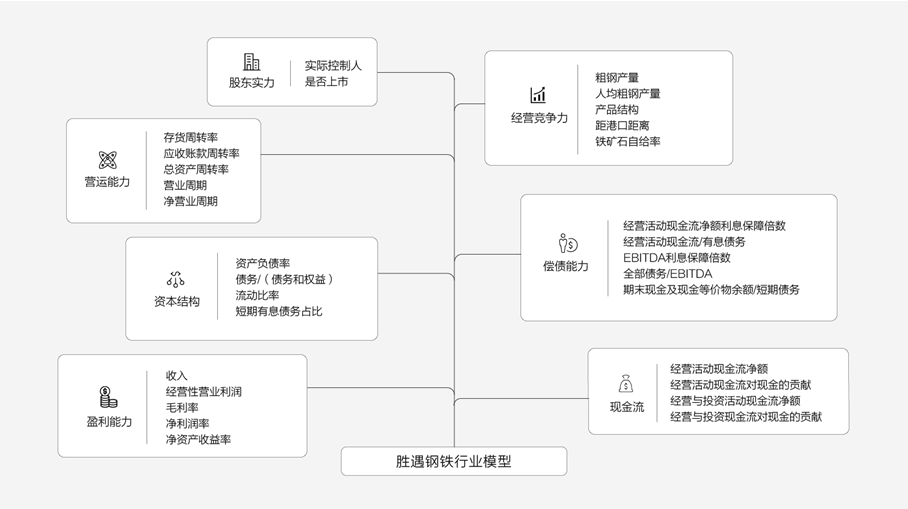 股东实力
实际控制人
是否上市
经营竞争力
粗钢产量
人均粗钢产量
产品结构
距港口距离
铁矿石自给率
营运能力
存货周转率
应收账款周转率
总资产周转率
营业周期
净营业周期
偿债能力
经营活动现金流净额利息保障倍数
经营活动现金流/有息债务
EBITDA利息保障倍数
全部债务/EBITDA
期末现金及现金等价物余额/短期债务
资本结构
资产负债率
债务/（债务和权益）
流动比率
短期有息债务占比
盈利能力
收入
经营性营业利润
毛利率
净利润率
净资产收益率
现金流
经营活动现金流净额
经营活动现金流对现金的贡献
经营与投资活动现金流净额
经营与投资现金流对现金的贡献
胜遇钢铁行业模型